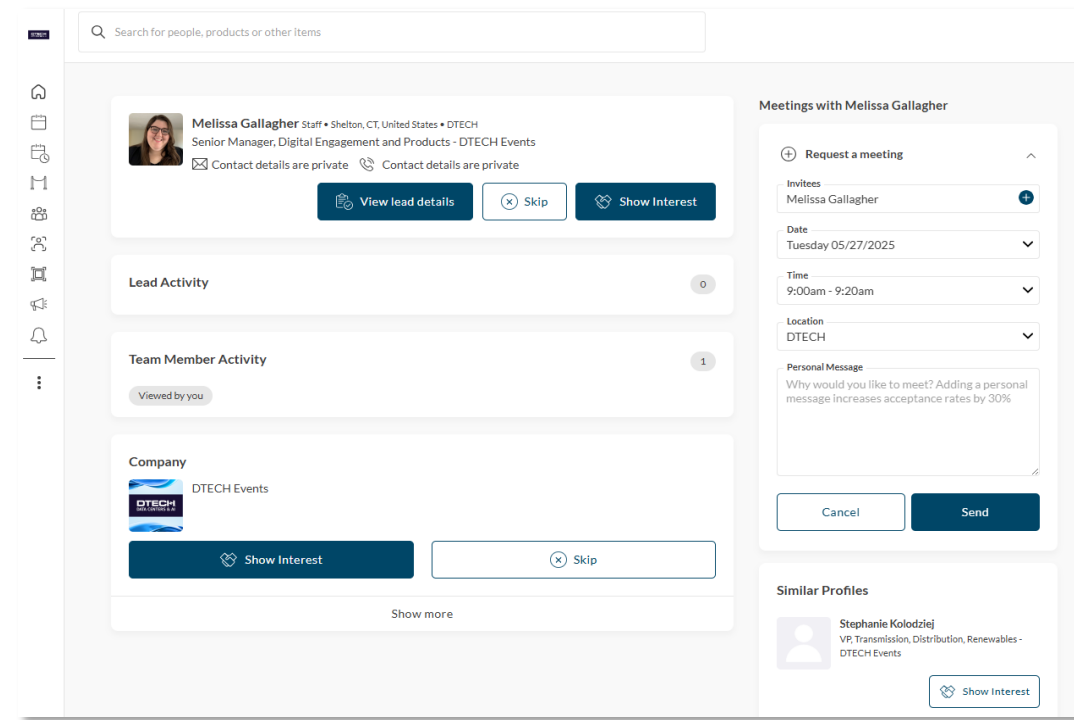 DTECH
Search for people, products or other items
Melissa Gallagher Staff • Shelton, CT, United States • DTECH
Senior Manager, Digital Engagement and Products - DTECH Events
Contact details are private Contact details are private
View lead details
Skip
Show Interest
Lead Activity
0
Team Member Activity
1
Viewed by you
Company
DTECH
DATA CENTERS & AI
DTECH Events
Show Interest
Skip
Show more
Meetings with Melissa Gallagher
Request a meeting
Invitees
Melissa Gallagher
Date
Tuesday 05/27/2025
Time
9:00am - 9:20am
Location
DTECH
Personal Message
Why would you like to meet? Adding a personal
message increases acceptance rates by 30%
Cancel
Send
Similar Profiles
Stephanie Kolodziej
VP, Transmission, Distribution, Renewables -
DTECH Events
Show Interest